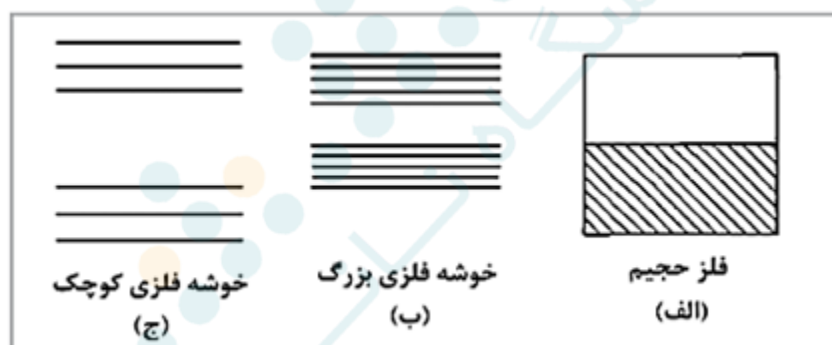 فلز حجیم
(الف)
خوشه فلزی بزرگ
(ب)
خوشه فلزی کوچک
(ج)